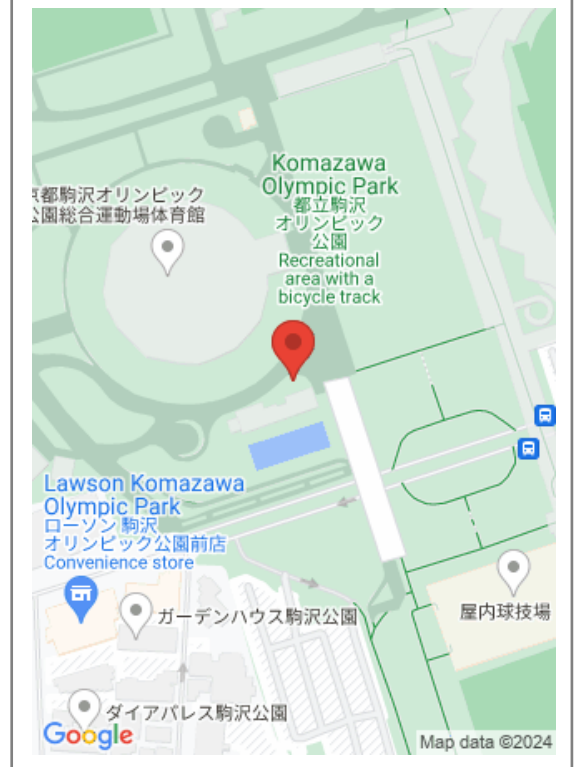 Komazawa
Olympic Park
都立駒沢
オリンピック
公園
Recreational
area with a
bicycle track
京都駒沢オリンピック
公園総合運動場体育館
Lawson Komazawa
Olympic Park
ローソン 駒沢
オリンピック公園前店
Convenience store
ガーデンハウス駒沢公園
屋内球技場
ダイアパレス駒沢公園
Google
Map data ©2024